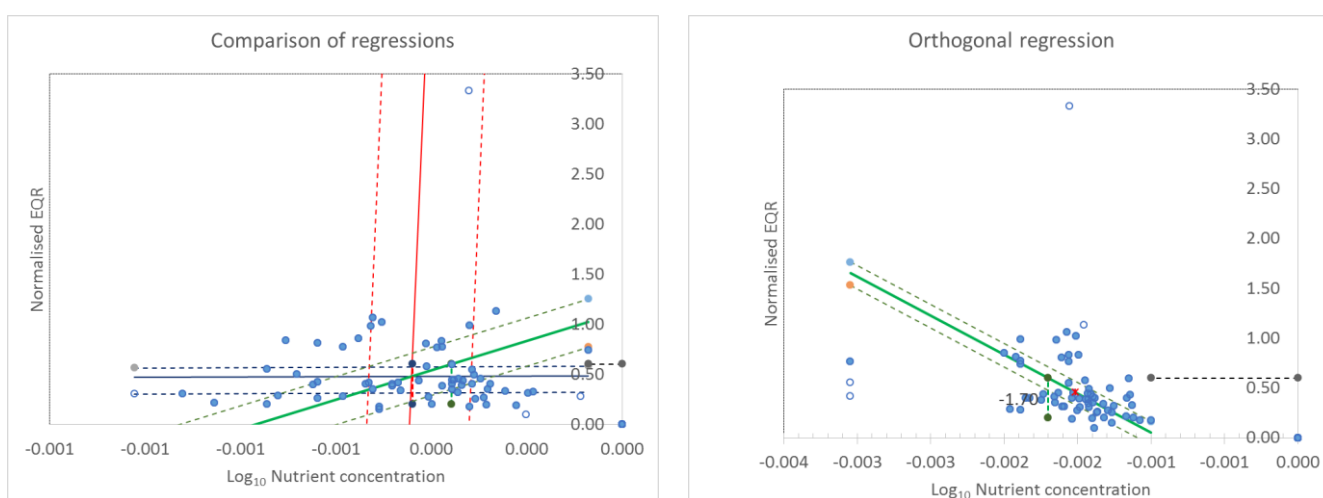 Comparison of regressions
3.50
3.00
2.50
2.00
1.50
1.00
0.50
0.00
Normalised EQR
-0.001 -0.001 -0.001 -0.001 0.000 0.000 0.000
Log10 Nutrient concentration
Orthogonal regression
3.50
3.00
2.50
2.00
1.50
1.00
0.50
0.00
Normalised EQR
-1.70
-0.004 -0.003 -0.003 -0.002 -0.002 -0.001 -0.001 0.000
Log10 Nutrient concentration